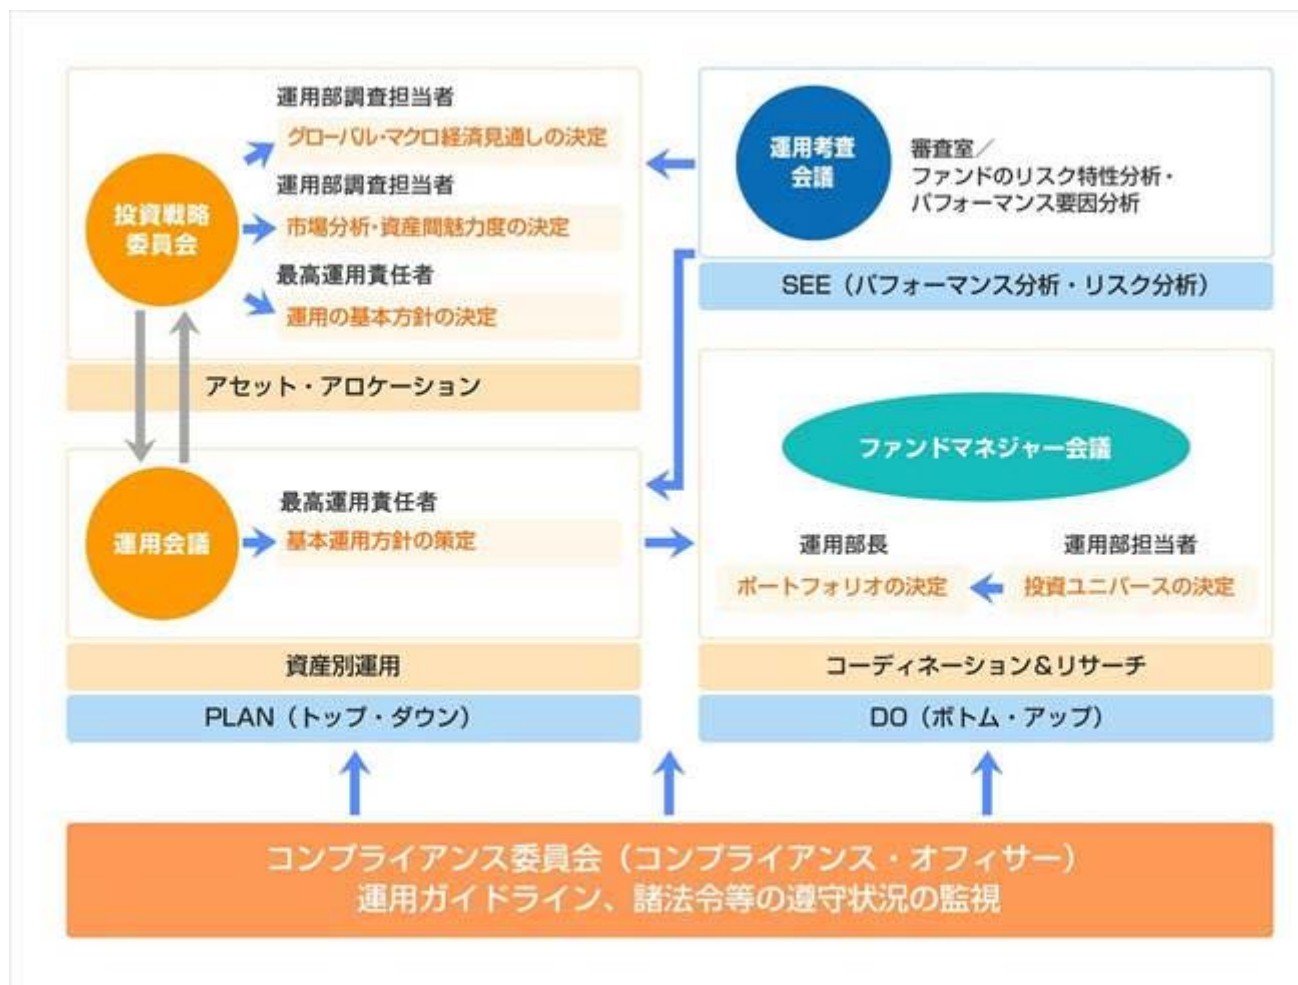 運用部調査担当者
グローバル・マクロ経済見通しの決定
運用部調査担当者
市場分析・資産間魅力度の決定
最高運用責任者
運用の基本方針の決定
投資戦略
委員会
アセット・アロケーション
運用考査
会議
審査室／
ファンドのリスク特性分析・
パフォーマンス要因分析
SEE（パフォーマンス分析・リスク分析）
運用会議
最高運用責任者
基本運用方針の策定
資産別運用
PLAN（トップ・ダウン）
ファンドマネジャー会議
運用部長
ポートフォリオの決定
運用部担当者
投資ユニバースの決定
コーディネーション＆リサーチ
DO（ボトム・アップ）
コンプライアンス委員会（コンプライアンス・オフィサー）
運用ガイドライン、諸法令等の遵守状況の監視